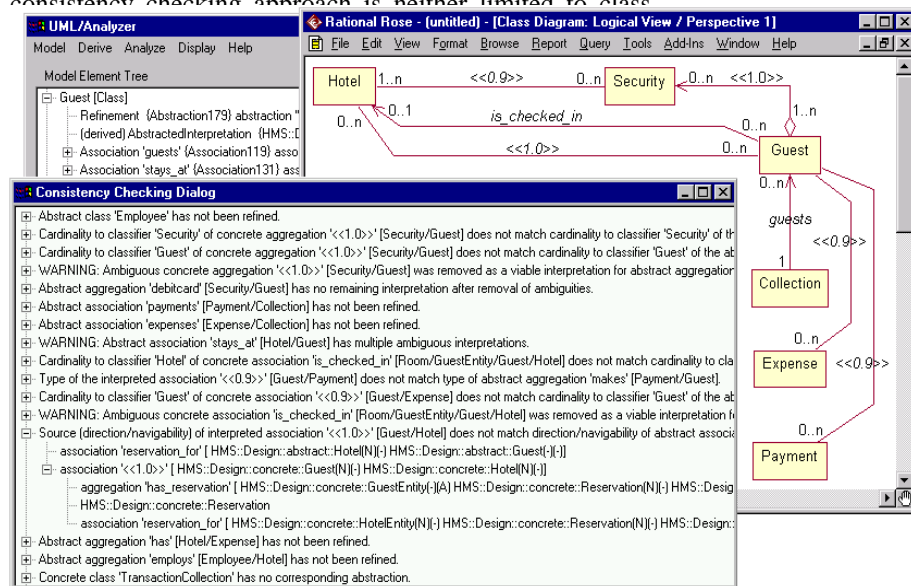 consistency checking approach is neither limited to class
UML/Analyzer
Model Derive Analyze Display Help
Model Element Tree
Guest [Class]
Refinement {Abstraction179} abstraction "
(derived) AbstractedInterpretation {HMS::D
Association 'guests' {Association119} asso
Association 'stays_at' {Association131} ass
Rational Rose - (untitled) - [Class Diagram: Logical View / Perspective 1]
File Edit View Format Browse Report Query Tools Add-Ins Window Help
Hotel 1..n <<0.9>> 0..n Security 0..n <<1.0>>
0..n 0..1 is_checked_in 0..n 1..n
<<1.0>> 0..n Guest
0..n
guests
<<0.9>>
1
Collection
0..n
Expense <<0.9>>
0..n
Payment
Consistency Checking Dialog
Abstract class 'Employee' has not been refined.
Cardinality to classifier 'Security' of concrete aggregation '<<1.0>>' [Security/Guest] does not match cardinality to classifier 'Security' of th
Cardinality to classifier 'Guest' of concrete aggregation '<<1.0>>' [Security/Guest] does not match cardinality to classifier 'Guest' of the ab
WARNING: Ambiguous concrete aggregation '<<1.0>>' [Security/Guest] was removed as a viable interpretation for abstract aggregation
Abstract aggregation 'debitcard' [Security/Guest] has no remaining interpretation after removal of ambiguities.
Abstract association 'payments' [Payment/Collection] has not been refined.
Abstract association 'expenses' [Expense/Collection] has not been refined.
WARNING: Abstract association 'stays_at' [Hotel/Guest] has multiple ambiguous interpretations.
Cardinality to classifier 'Hotel' of concrete association 'is_checked_in' [Room/GuestEntity/Guest/Hotel] does not match cardinality to cla
Type of the interpreted association '<<0.9>>' [Guest/Payment] does not match type of abstract aggregation 'makes' [Payment/Guest].
Cardinality to classifier 'Guest' of concrete association '<<0.9>>' [Guest/Expense] does not match cardinality to classifier 'Guest' of the ab
WARNING: Ambiguous concrete association 'is_checked_in' [Room/GuestEntity/Guest/Hotel] was removed as a viable interpretation f
Source (direction/navigability) of interpreted association '<<1.0>>' [Guest/Hotel] does not match direction/navigability of abstract associa
association 'reservation_for' [ HMS::Design::abstract::Hotel(N)(-) HMS::Design::abstract::Guest(-)(-)]
association '<<1.0>>' [ HMS::Design::concrete::Guest(N)(-) HMS::Design::concrete::Hotel(N)(-)]
aggregation 'has_reservation' [ HMS::Design::concrete::GuestEntity(-)(A) HMS::Design::concrete::Reservation(N)(-) HMS::Desig
HMS::Design::concrete::Reservation
association 'reservation_for' [ HMS::Design::concrete::HotelEntity(N)(-) HMS::Design::concrete::Reservation(N)(-) HMS::Design::
Abstract aggregation 'has' [Hotel/Expense] has not been refined.
Abstract aggregation 'employs' [Employee/Hotel] has not been refined.
Concrete class 'TransactionCollection' has no corresponding abstraction.